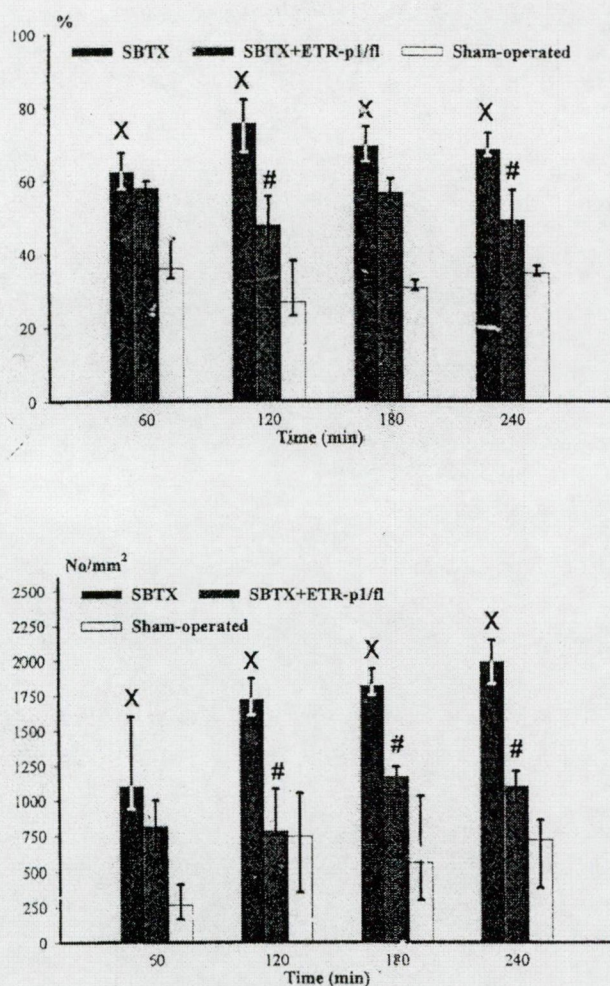 %
100
SBTX SBTX+ETR-p1/fl Sham-operated
X X X X
80
# #
60
40
20
0
60 120 180 240
Time (min)
No/mm²
2500
SBTX SBTX+ETR-p1/fl
Sham-operated
2250
X X X X
2000
1750
1500
1250
# # #
1000
750
500
250
0
60 120 180 240
Time (min)